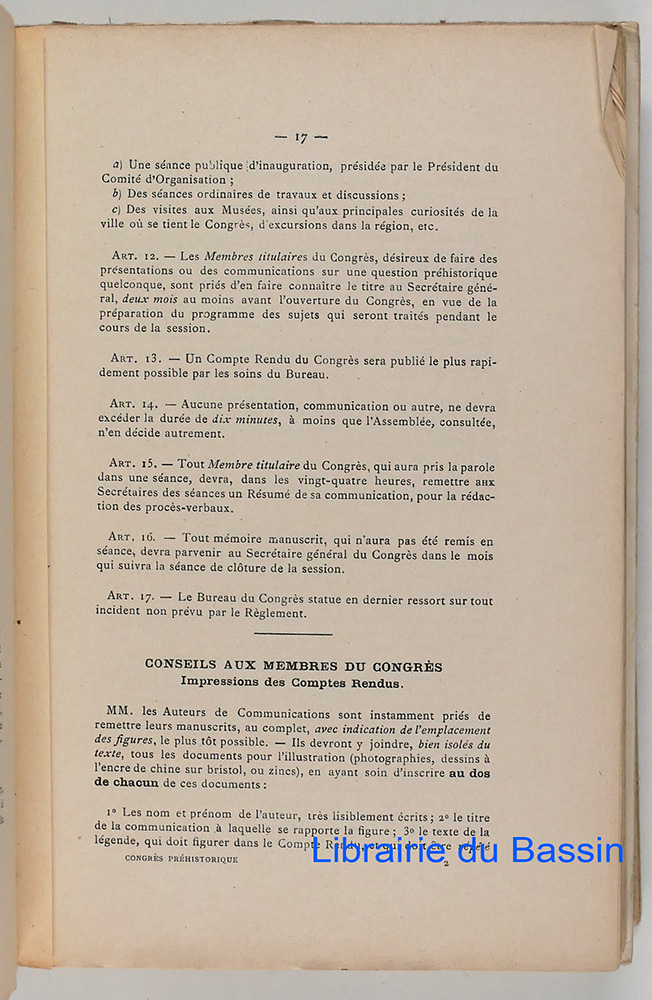 — 17 —
a) Une séance publique d'inauguration, présidée par le Président du
Comité d'Organisation ;
b) Des séances ordinaires de travaux et discussions ;
c) Des visites aux Musées, ainsi qu'aux principales curiosités de la
ville où se tient le Congrès, d'excursions dans la région, etc.
ART. 12. — Les Membres titulaires du Congrès, désireux de faire des
présentations ou des communications sur une question préhistorique
quelconque, sont priés d'en faire connaître le titre au Secrétaire géné-
ral, deux mois au moins avant l'ouverture du Congrès, en vue de la
préparation du programme des sujets qui seront traités pendant le
cours de la session.
ART. 13. — Un Compte Rendu du Congrès sera publié le plus rapi-
dement possible par les soins du Bureau.
ART. 14. — Aucune présentation, communication ou autre, ne devra
excéder la durée de dix minutes, à moins que l'Assemblée, consultée,
n'en décide autrement.
ART. 15. — Tout Membre titulaire du Congrès, qui aura pris la parole
dans une séance, devra, dans les vingt-quatre heures, remettre aux
Secrétaires des séances un Résumé de sa communication, pour la rédac-
tion des procès-verbaux.
ART. 16. — Tout mémoire manuscrit, qui n'aura pas été remis en
séance, devra parvenir au Secrétaire général du Congrès dans le mois
qui suivra la séance de clôture de la session.
ART. 17. — Le Bureau du Congrès statue en dernier ressort sur tout
incident non prévu par le Règlement.
CONSEILS AUX MEMBRES DU CONGRÈS
Impressions des Comptes Rendus.
MM. les Auteurs de Communications sont instamment priés de
remettre leurs manuscrits, au complet, avec indication de l'emplacement
des figures, le plus tôt possible. — Ils devront y joindre, bien isolés du
texte, tous les documents pour l'illustration (photographies, dessins à
l'encre de chine sur bristol, ou zincs), en ayant soin d'inscrire au dos
de chacun de ces documents :
1º Les nom et prénom de l'auteur, très lisiblement écrits ; 2º le titre
de la communication à laquelle se rapporte la figure ; 3º le texte de la
légende, qui doit figurer dans le Compte Rendu, et qui doit être répété
Librairie du Bassin
CONGRÈS PRÉHISTORIQUE 2